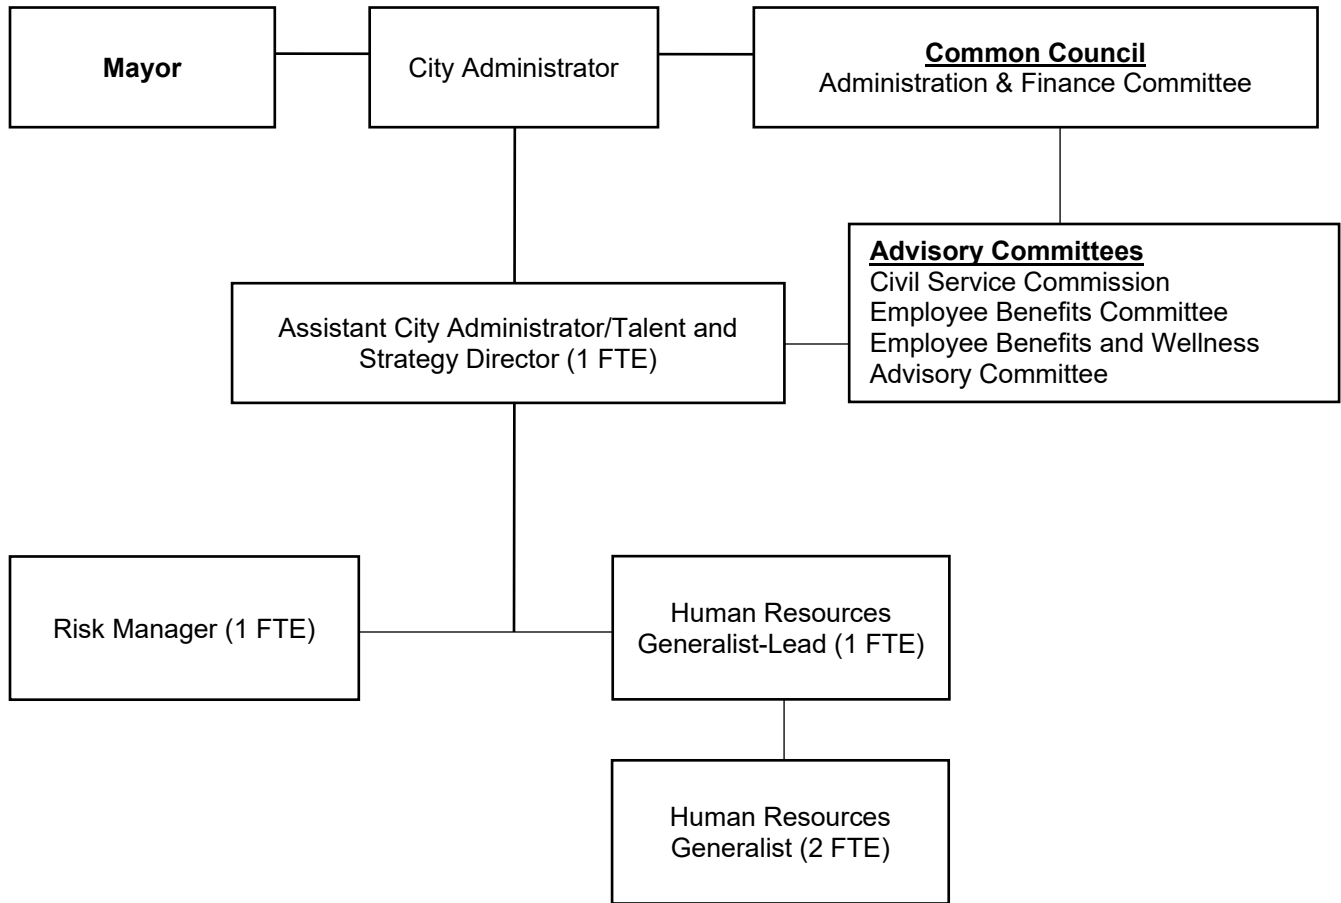 Mayor
City Administrator
Common Council
Administration & Finance Committee
Advisory Committees
Civil Service Commission
Employee Benefits Committee
Employee Benefits and Wellness
Advisory Committee
Assistant City Administrator/Talent and
Strategy Director (1 FTE)
Risk Manager (1 FTE)
Human Resources
Generalist-Lead (1 FTE)
Human Resources
Generalist (2 FTE)